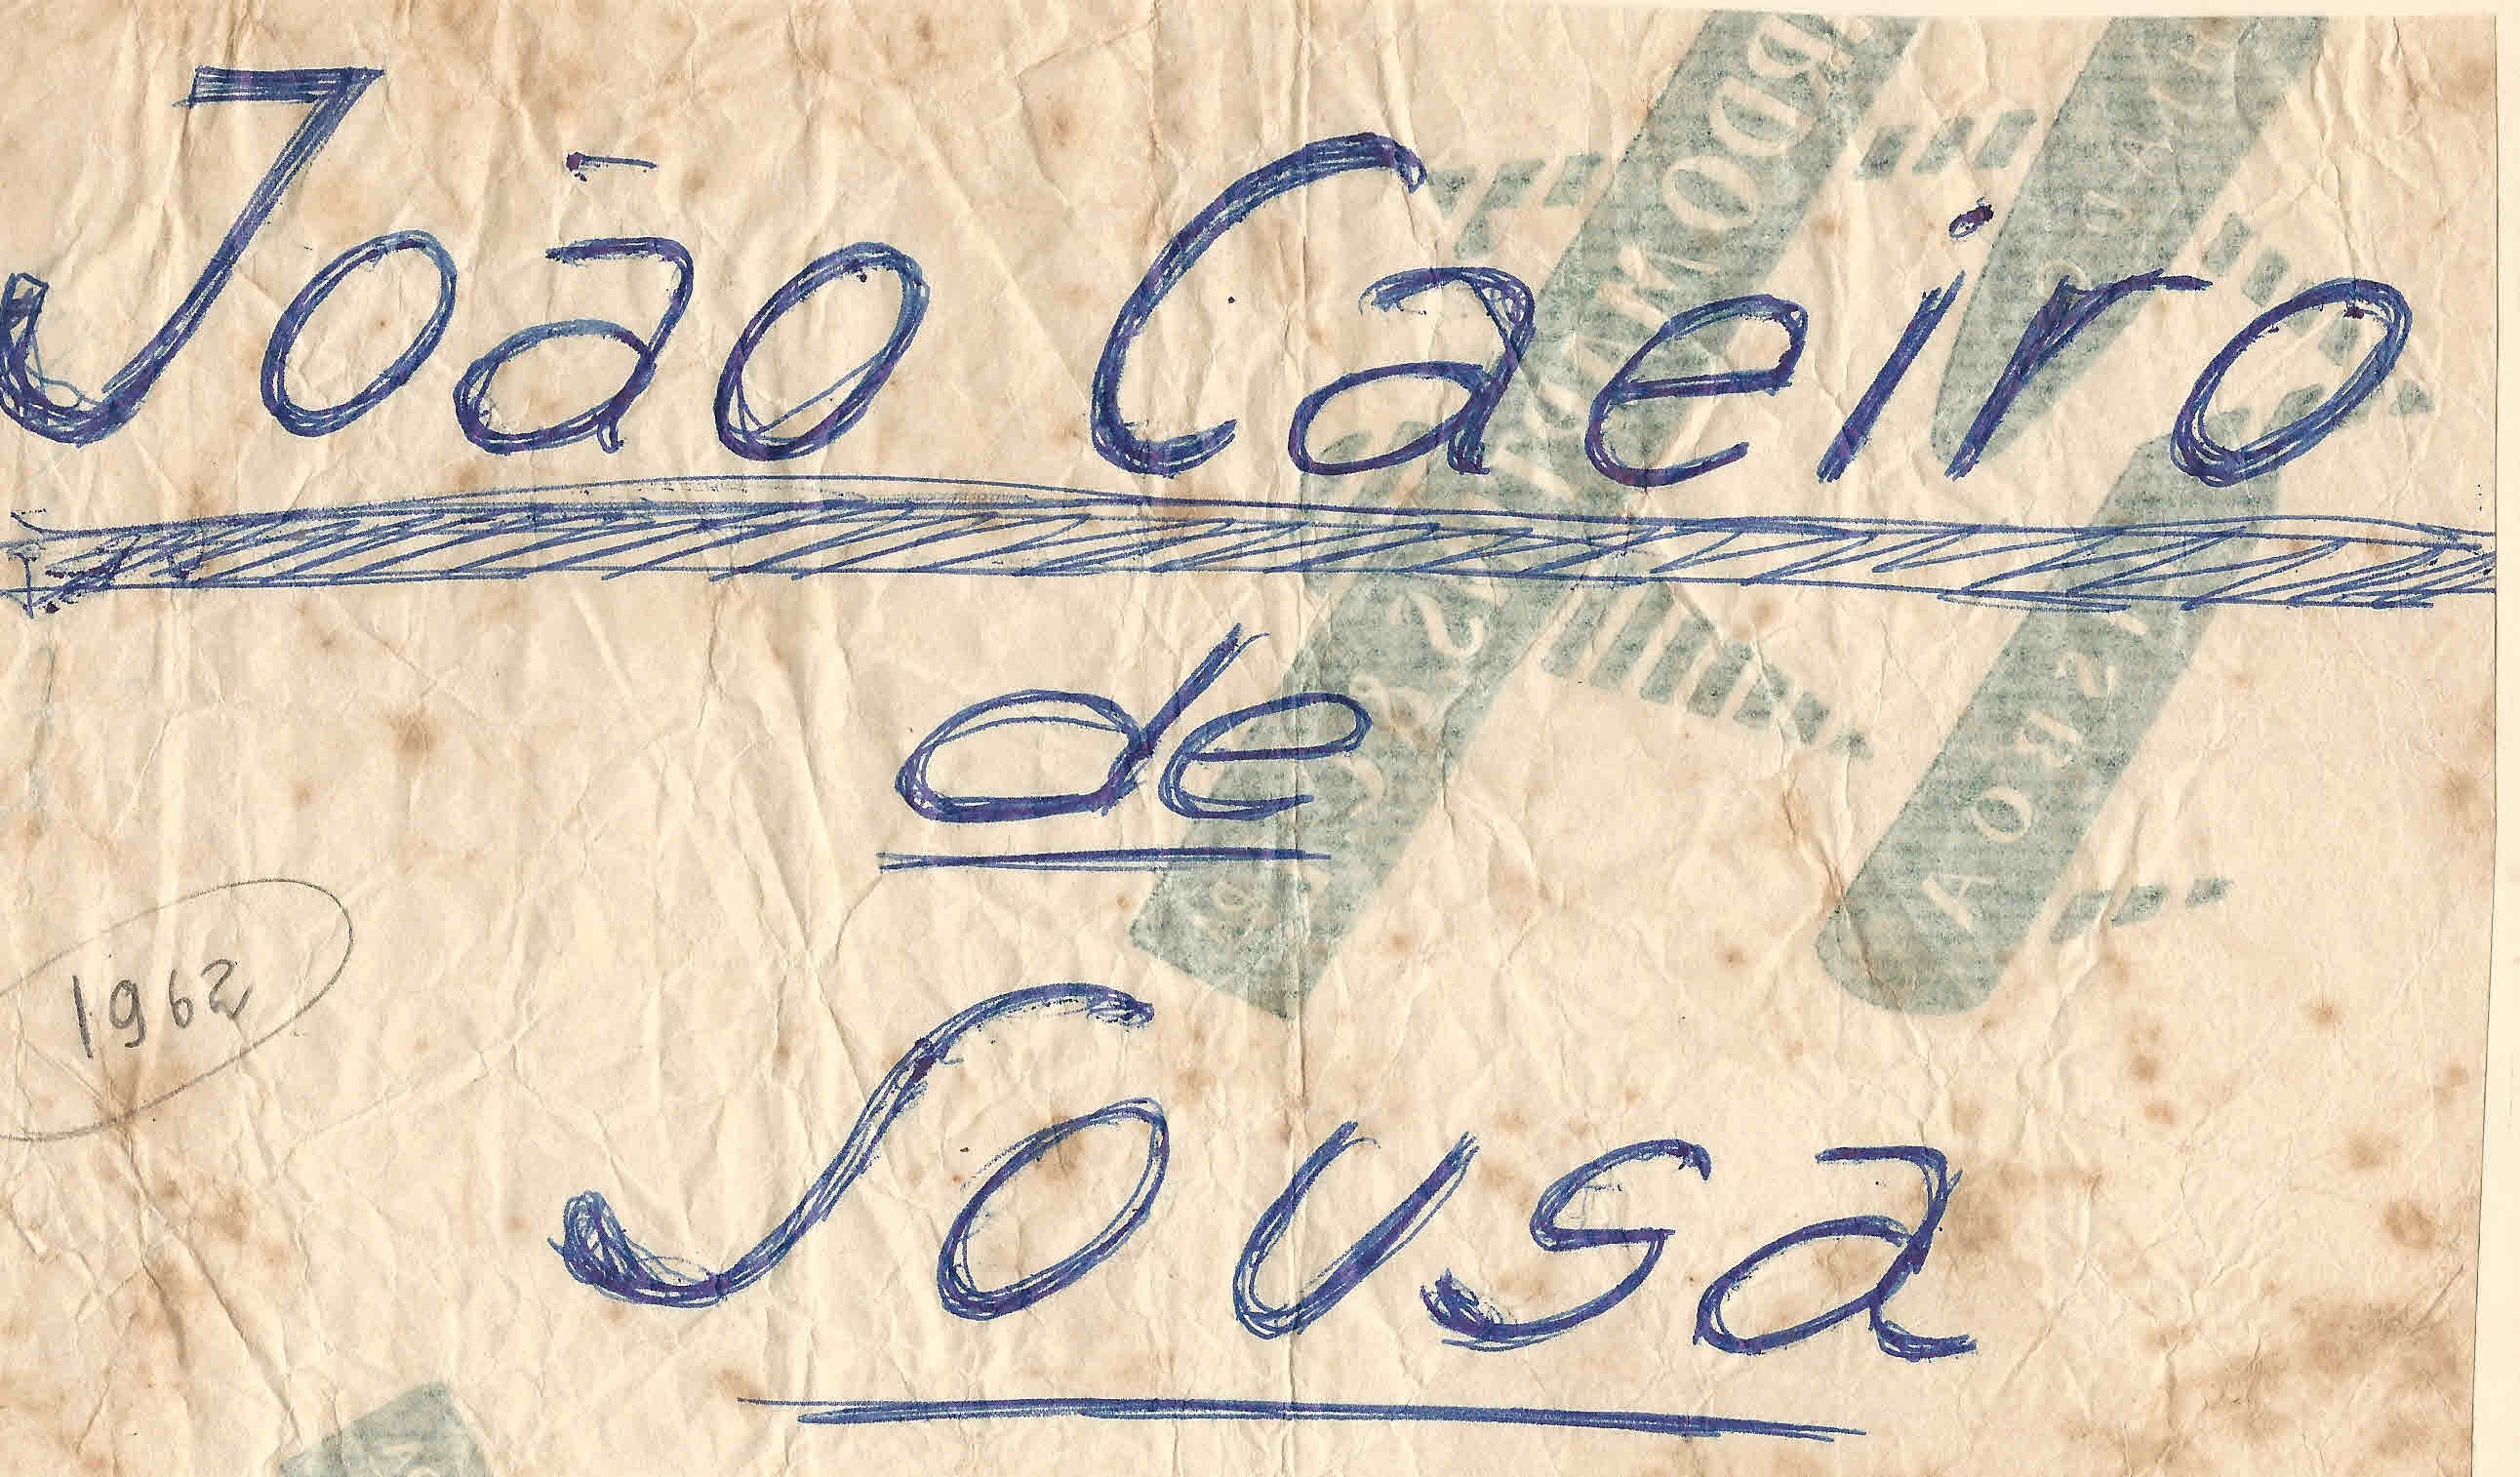 João Caeiro
de
1962
Sousa